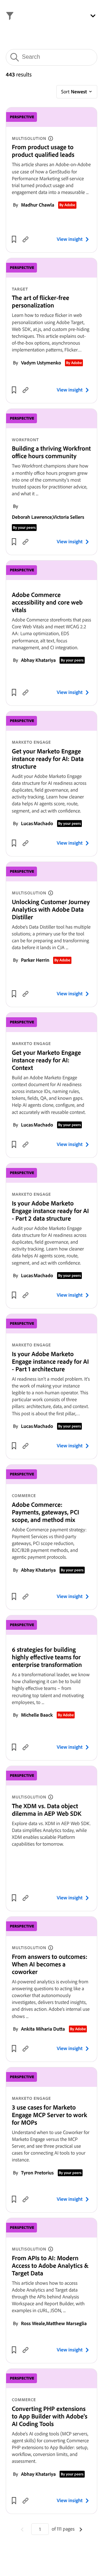 Search
443 results
Sort Newest
PERSPECTIVE
MULTISOLUTION
From product usage to
product qualified leads
This article shares an Adobe-on-Adobe
use case of how a GenStudio for
Performance Marketing self-service
trial turned product usage and
engagement data into a measurable ...
By Madhur Chawla By Adobe
View Insight
PERSPECTIVE
TARGET
The art of flicker-free
personalization
Learn how to reduce flicker in web
personalization using Adobe Target,
Web SDK, at.js, and custom pre-hiding
techniques. This article covers out-
of-the-box options, asynchronous
implementation patterns, Flicker...
By Vadym Ustymenko By Adobe
View Insight
PERSPECTIVE
WORKFRONT
Building a thriving Workfront
office hours community
Two Workfront champions share how
a monthly office hours program grew
into one of the community's most
valued spaces for practitioner advice,
and what it ...
By
Deborah Lawrence,Victoria Sellers
By your peers
View Insight
PERSPECTIVE
Adobe Commerce
accessibility and core web
vitals
Adobe Commerce storefronts that pass
Core Web Vitals and meet WCAG 2.2
AA: Luma optimization, EDS
performance, alt text, focus
management, and CI integration.
By Abhay Khatariya By your peers
View Insight
PERSPECTIVE
MARKETO ENGAGE
Get your Marketo Engage
instance ready for AI: Data
structure
Audit your Adobe Marketo Engage
data structure for AI readiness across
duplicates, field governance, and
activity tracking. Learn how cleaner
data helps AI agents score, route,
segment, and act with confidence.
By Lucas Machado By your peers
View Insight
PERSPECTIVE
MULTISOLUTION
Unlocking Customer Journey
Analytics with Adobe Data
Distiller
Adobe's Data Distiller tool has multiple
solutions, a primary use for the tool
can be for preparing and cleansing
data before it lands in CJA ...
By Parker Herrin By Adobe
View Insight
PERSPECTIVE
MARKETO ENGAGE
Get your Marketo Engage
instance ready for AI:
Context
Build an Adobe Marketo Engage
context document for AI readiness
across instance IDs, naming rules,
tokens, fields, QA, and known gaps.
Help AI agents clone, configure, and
act accurately with reusable context.
By Lucas Machado By your peers
View Insight
PERSPECTIVE
MARKETO ENGAGE
Is your Adobe Marketo
Engage instance ready for AI
- Part 2 data structure
Audit your Adobe Marketo Engage
data structure for AI readiness across
duplicates, field governance, and
activity tracking. Learn how cleaner
data helps AI agents score, route,
segment, and act with confidence.
By Lucas Machado By your peers
View Insight
PERSPECTIVE
MARKETO ENGAGE
Is your Adobe Marketo
Engage instance ready for AI
- Part 1 architecture
AI readiness isn't a model problem. It's
the work of making your instance
legible to a machine that wasn't in
the room when you built it. The
simplest version comes with three
pillars: architecture, data, and context.
This post is about the first pillar,...
By Lucas Machado By your peers
View Insight
PERSPECTIVE
COMMERCE
Adobe Commerce:
Payments, gateways, PCI
scope, and method mix
Adobe Commerce payment strategy:
native vs third-party gateways,
PCI scope reduction,
B2C/B2B payment methods, and
agentic payment protocols.
By Abhay Khatariya By your peers
View Insight
PERSPECTIVE
6 strategies for building
highly effective teams for
enterprise transformation
As a transformational leader, we know
how challenging it can be to build
highly effective teams – from
recruiting top talent and motivating
employees, to ...
By Michelle Baack By Adobe
View Insight
PERSPECTIVE
MULTISOLUTION
The XDM vs. Data object
dilemma in AEP Web SDK
Explore data vs. XDM in AEP Web SDK.
Data simplifies Analytics today, while
XDM enables scalable Platform
capabilities for tomorrow.
View Insight
PERSPECTIVE
MULTISOLUTION
From answers to outcomes:
When AI becomes a
coworker
AI-powered analytics is evolving from
answering questions to acting like a
coworker that autonomously
investigates, delivers trusted insights,
and drives action. Adobe's internal use
shows ...
By Ankita Miharia Dutta By Adobe
View Insight
PERSPECTIVE
MARKETO ENGAGE
3 use cases for Marketo
Engage MCP Server to work
for MOPs
Understand when to use Coworker for
Marketo Engage versus the MCP
Server, and see three practical use
cases for connecting AI tools to your
instance.
By Tyron Pretorius By your peers
View Insight
PERSPECTIVE
MULTISOLUTION
From APIs to AI: Modern
Access to Adobe Analytics &
Target Data
This article shows how to access
Adobe Analytics and Target data
through the APIs behind Analysis
Workspace and Report Builder, with
examples in cURL, JSON, ...
By Ross Weale,Matthew Marseglia
View Insight
PERSPECTIVE
COMMERCE
Converting PHP extensions
to App Builder with Adobe's
AI Coding Tools
Adobe's AI coding tools (MCP servers,
agent skills) for converting Commerce
PHP extensions to App Builder: setup,
workflow, conversion limits, and
assessment.
By Abhay Khatariya By your peers
View Insight
1 of 111 pages